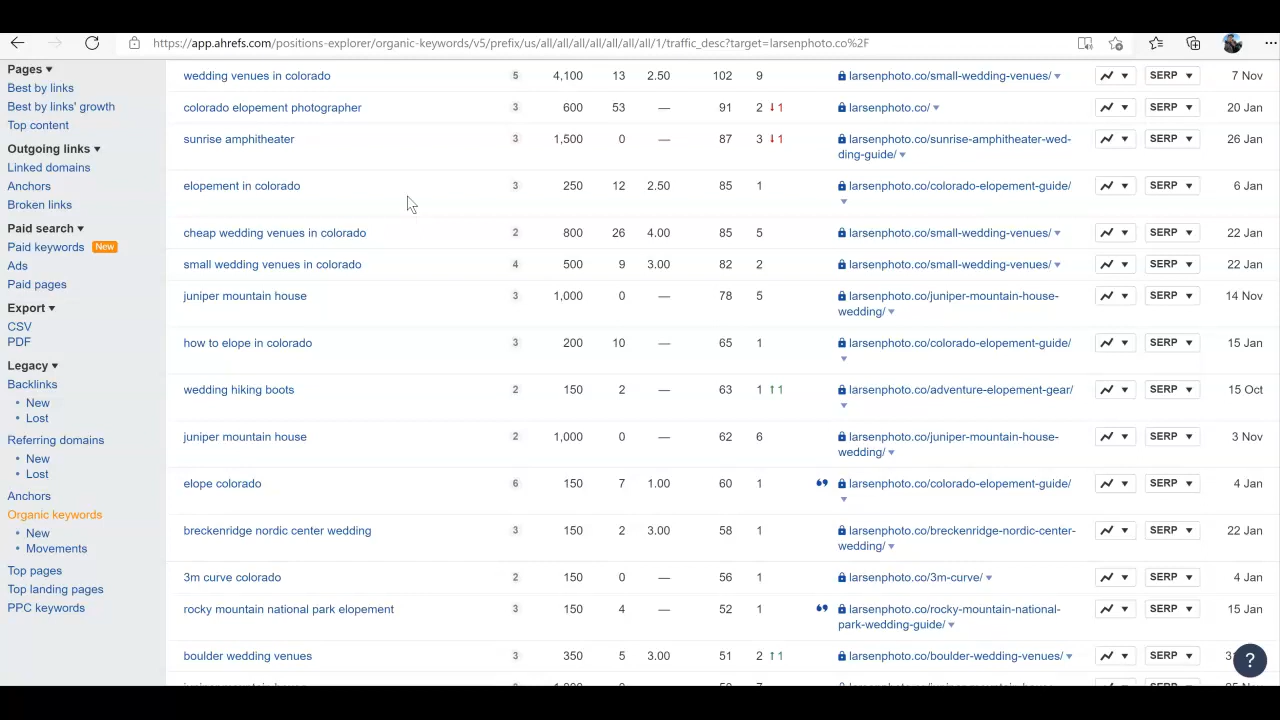 https://app.ahrefs.com/positions-explorer/organic-keywords/v5/prefix/us/all/all/all/all/all/all/all/1/traffic_desc?target=larsenphoto.co%2F
Pages
Best by links
Best by links' growth
Top content
Outgoing links
Linked domains
Anchors
Broken links
Paid search
Paid keywords New
Ads
Paid pages
Export
CSV
PDF
Legacy
Backlinks
• New
• Lost
Referring domains
• New
• Lost
Anchors
Organic keywords
• New
• Movements
Top pages
Top landing pages
PPC keywords
wedding venues in colorado 5 4,100 13 2.50 102 9 larsenphoto.co/small-wedding-venues/ SERP 7 Nov
colorado elopement photographer 3 600 53 — 91 2 ↓1 larsenphoto.co/ SERP 20 Jan
sunrise amphitheater 3 1,500 0 — 87 3 ↓1 larsenphoto.co/sunrise-amphitheater-wed- SERP 26 Jan
ding-guide/
elopement in colorado 3 250 12 2.50 85 1 larsenphoto.co/colorado-elopement-guide/ SERP 6 Jan
cheap wedding venues in colorado 2 800 26 4.00 85 5 larsenphoto.co/small-wedding-venues/ SERP 22 Jan
small wedding venues in colorado 4 500 9 3.00 82 2 larsenphoto.co/small-wedding-venues/ SERP 22 Jan
juniper mountain house 3 1,000 0 — 78 5 larsenphoto.co/juniper-mountain-house- SERP 14 Nov
wedding/
how to elope in colorado 3 200 10 — 65 1 larsenphoto.co/colorado-elopement-guide/ SERP 15 Jan
wedding hiking boots 2 150 2 — 63 1 ↑1 larsenphoto.co/adventure-elopement-gear/ SERP 15 Oct
juniper mountain house 2 1,000 0 — 62 6 larsenphoto.co/juniper-mountain-house- SERP 3 Nov
wedding/
elope colorado 6 150 7 1.00 60 1 larsenphoto.co/colorado-elopement-guide/ SERP 4 Jan
breckenridge nordic center wedding 3 150 2 3.00 58 1 larsenphoto.co/breckenridge-nordic-center- SERP 22 Jan
wedding/
3m curve colorado 2 150 0 — 56 1 larsenphoto.co/3m-curve/ SERP 4 Jan
rocky mountain national park elopement 3 150 4 — 52 1 larsenphoto.co/rocky-mountain-national- SERP 15 Jan
park-wedding-guide/
boulder wedding venues 3 350 5 3.00 51 2 ↑1 larsenphoto.co/boulder-wedding-venues/ SERP
?